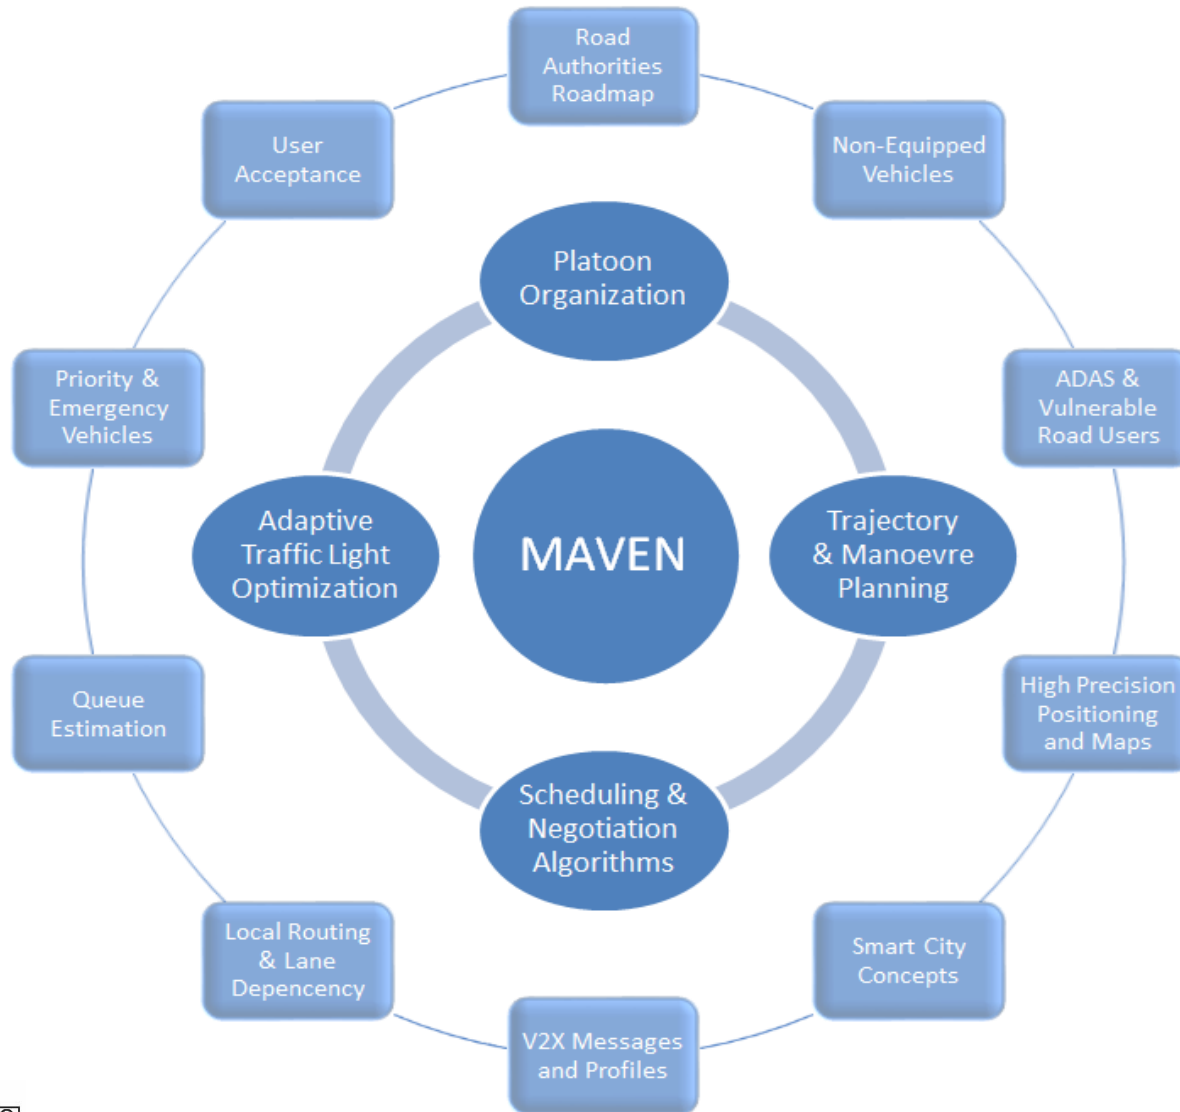 Road
Authorities
Roadmap
User
Acceptance
Non-Equipped
Vehicles
Platoon
Organization
Priority &
Emergency
Vehicles
ADAS &
Vulnerable
Road Users
Adaptive
Traffic Light
Optimization
MAVEN
Trajectory
& Manoevre
Planning
Queue
Estimation
High Precision
Positioning
and Maps
Scheduling &
Negotiation
Algorithms
Local Routing
& Lane
Depencency
Smart City
Concepts
V2X Messages
and Profiles